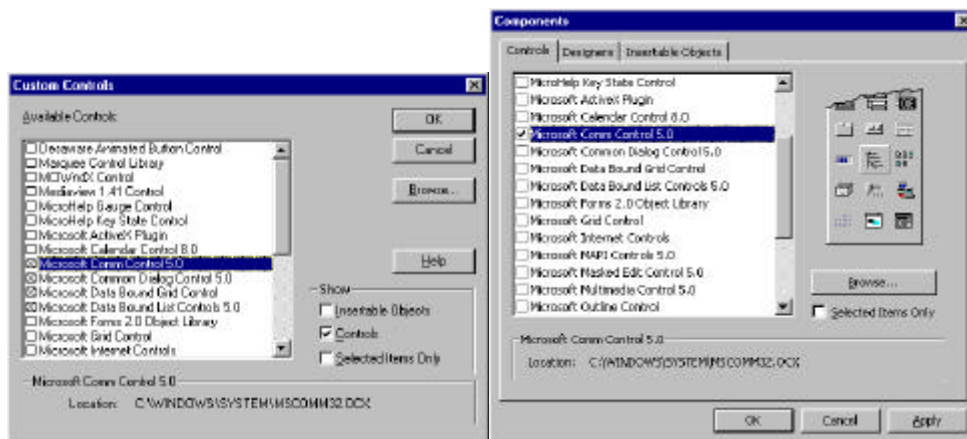 Custom Controls
Available Controls:
Desaware Animated Button Control
Marquee Control Library
MCIWndX Control
Mediaview 1.41 Control
MicroHelp Gauge Control
MicroHelp Key State Control
Microsoft ActiveX Plugin
Microsoft Calendar Control 8.0
Microsoft Comm Control 5.0
Microsoft Common Dialog Control 5.0
Microsoft Data Bound Grid Control
Microsoft Data Bound List Controls 5.0
Microsoft Forms 2.0 Object Library
Microsoft Grid Control
Microsoft Internet Controls
OK
Cancel
Browse...
Help
Show
Insertable Objects
Controls
Selected Items Only
Microsoft Comm Control 5.0
Location: C:\WINDOWS\SYSTEM\MSCOMM32.OCX
Components
Controls Designers Insertable Objects
MicroHelp Key State Control
Microsoft ActiveX Plugin
Microsoft Calendar Control 8.0
Microsoft Comm Control 5.0
Microsoft Common Dialog Control 5.0
Microsoft Data Bound Grid Control
Microsoft Data Bound List Controls 5.0
Microsoft Forms 2.0 Object Library
Microsoft Grid Control
Microsoft Internet Controls
Microsoft MAPI Controls 5.0
Microsoft Masked Edit Control 5.0
Microsoft Multimedia Control 5.0
Microsoft Outline Control
Browse...
Selected Items Only
Microsoft Comm Control 5.0
Location: C:\WINDOWS\SYSTEM\MSCOMM32.OCX
OK Cancel Apply